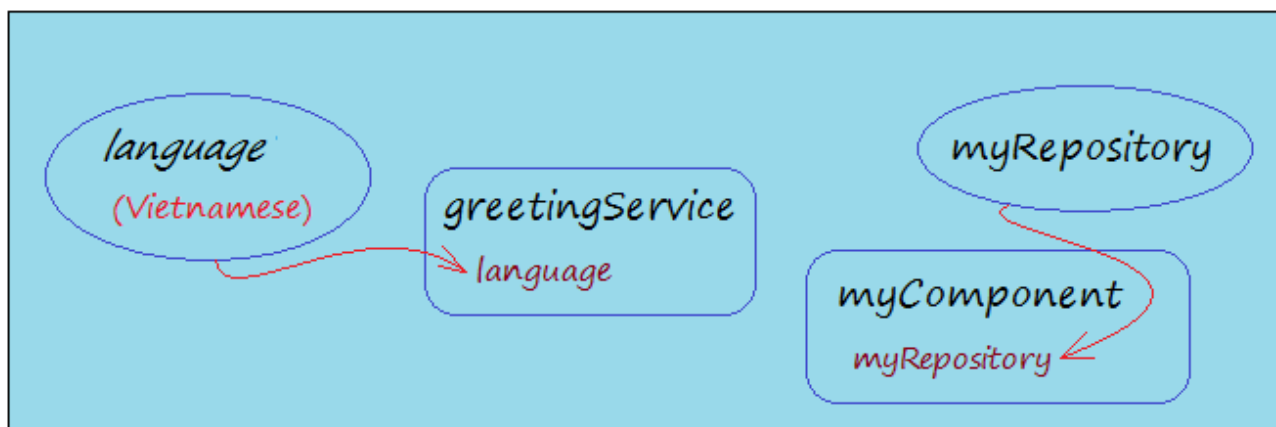 language
(Vietnamese)
greetingService
language
myRepository
myComponent
myRepository